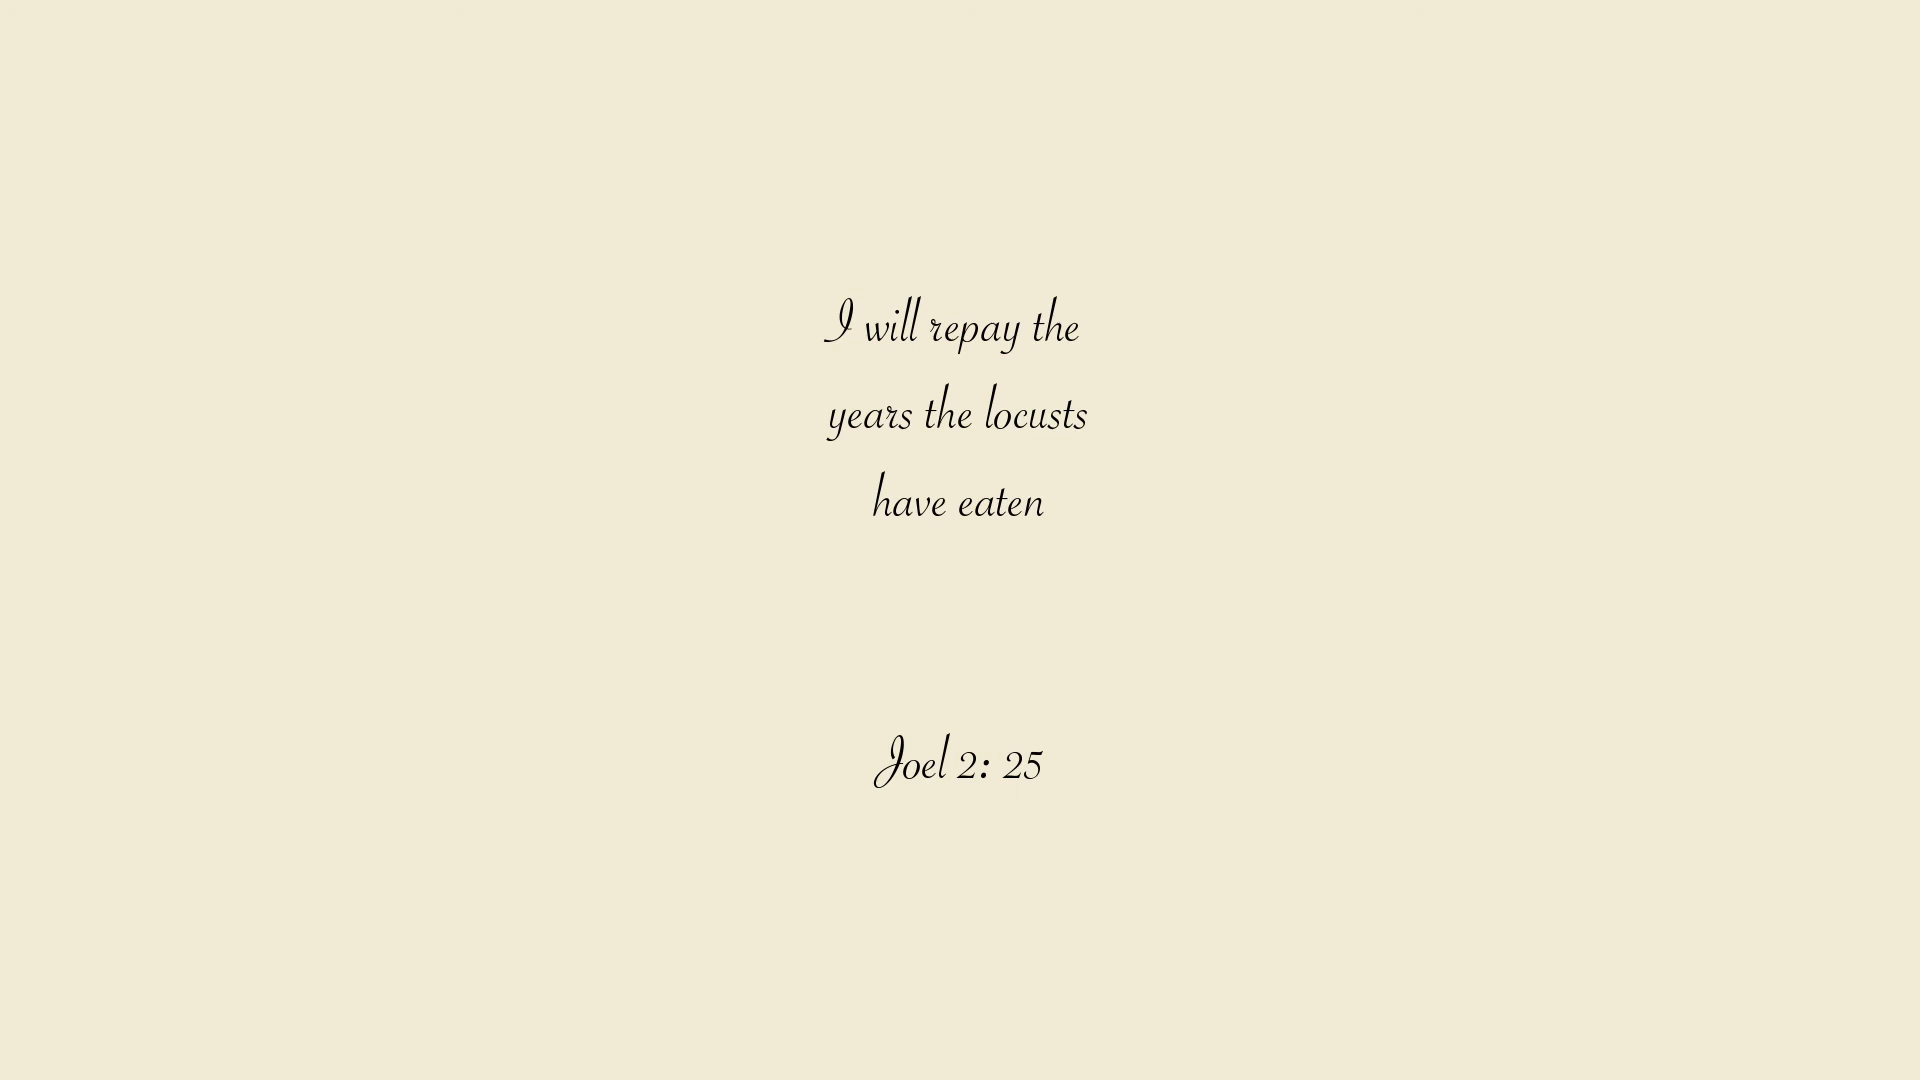 I will repay the
years the locusts
have eaten
Joel 2: 25